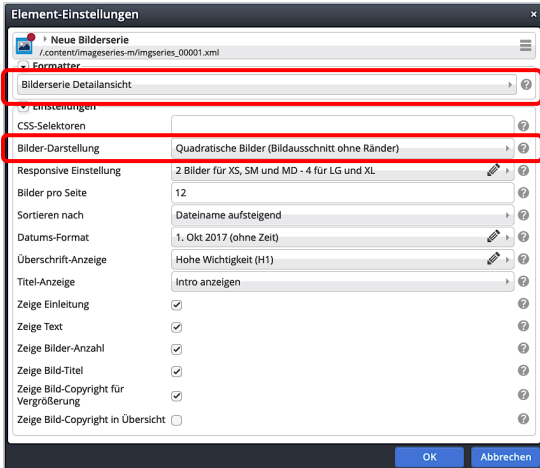 Element-Einstellungen
Neue Bilderserie
/.content/imageseries-m/imgseries_00001.xml
Formatter
Bilderserie Detailansicht
Einstellungen
CSS-Selektoren
Bilder-Darstellung Quadratische Bilder (Bildausschnitt ohne Ränder)
Responsive Einstellung 2 Bilder für XS, SM und MD - 4 für LG und XL
Bilder pro Seite 12
Sortieren nach Dateiname aufsteigend
Datums-Format 1. Okt 2017 (ohne Zeit)
Überschrift-Anzeige Hohe Wichtigkeit (H1)
Titel-Anzeige Intro anzeigen
Zeige Einleitung
Zeige Text
Zeige Bilder-Anzahl
Zeige Bild-Titel
Zeige Bild-Copyright für
Vergrößerung
Zeige Bild-Copyright in Übersicht
OK Abbrechen